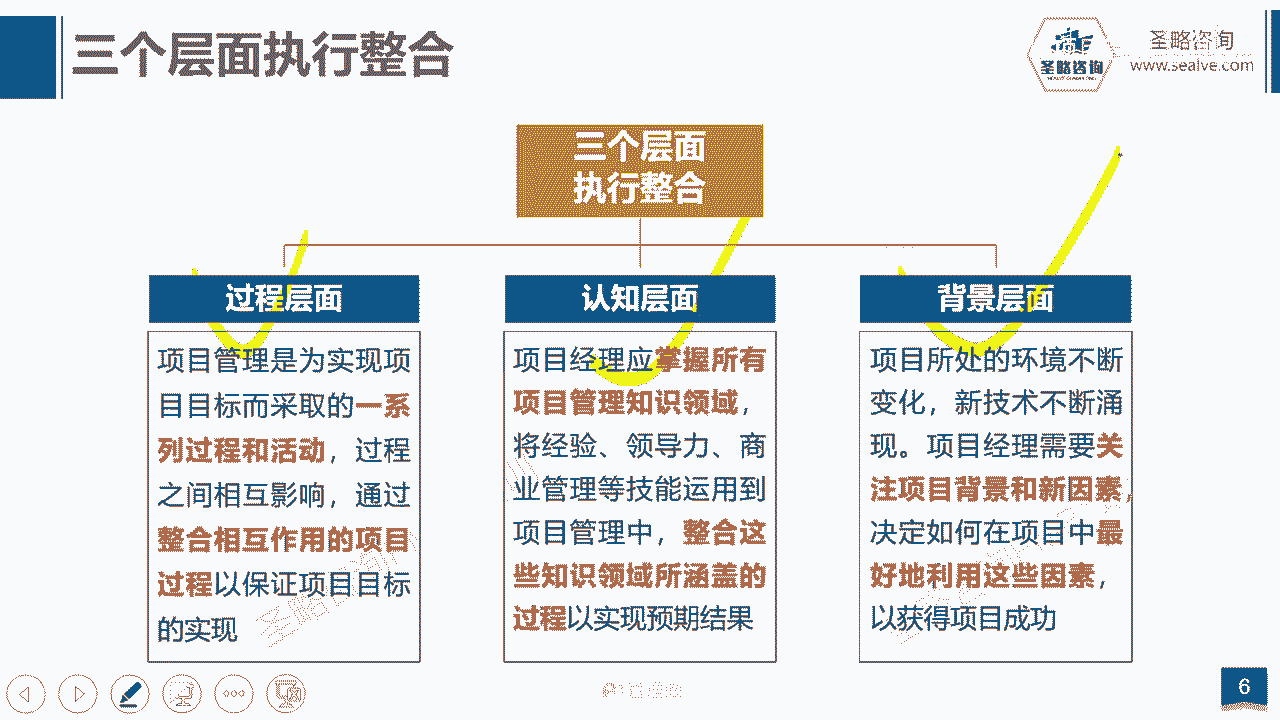 三个层面执行整合
圣略咨询
圣略咨询
www.sealve.com
三个层面
执行整合
过程层面
项目管理是为实现项
目目标而采取的一系
列过程和活动，过程
之间相互影响，通过
整合相互作用的项目
过程以保证项目目标
的实现
认知层面
项目经理应掌握所有
项目管理知识领域，
将经验、领导力、商
业管理等技能运用到
项目管理中，整合这
些知识领域所涵盖的
过程以实现预期结果
背景层面
项目所处的环境不断
变化，新技术不断涌
现。项目经理需要关
注项目背景和新因素，
决定如何在项目中最
好地利用这些因素，
以获得项目成功
6